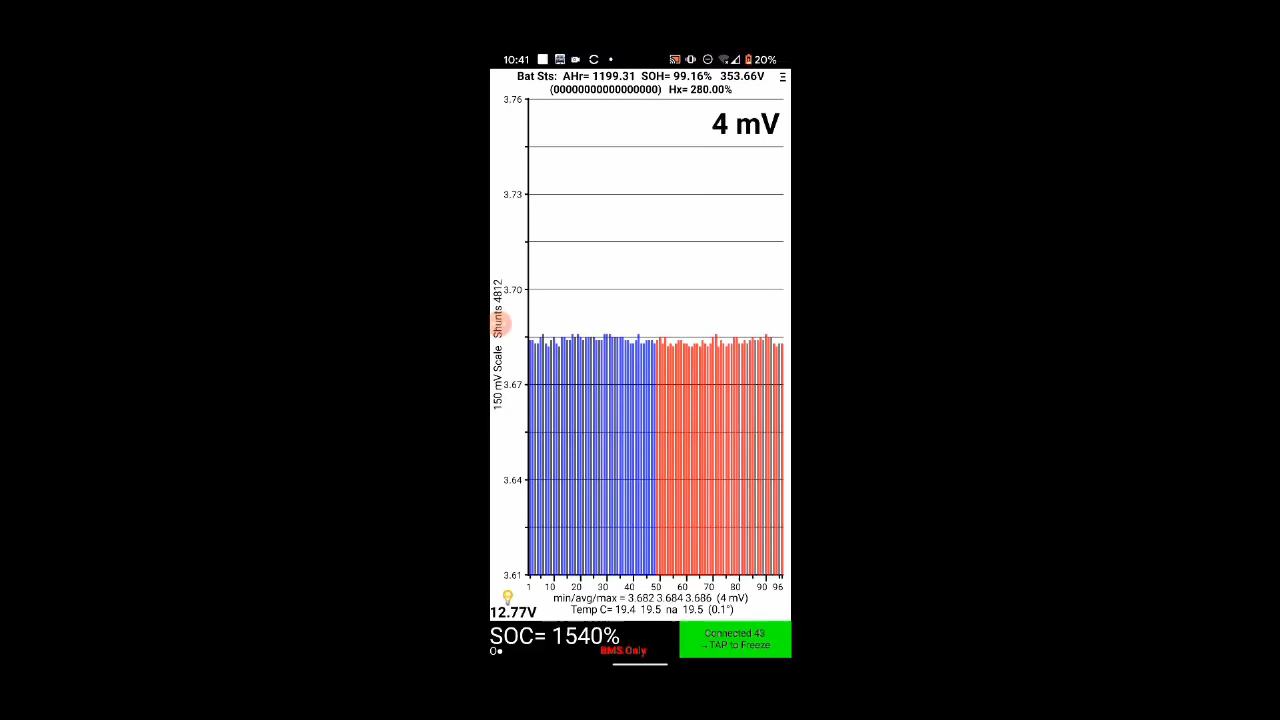 10:41 20%
Bat Sts: AHr= 1199.31 SOH= 99.16% 353.66V
(0000000000000000) Hx= 280.00%
4 mV
3.76
3.73
3.70
3.67
3.64
3.61
150 mV Scale Shunts 4812
1 10 20 30 40 50 60 70 80 90 96
min/avg/max = 3.682 3.684 3.686 (4 mV)
Temp C= 19.4 19.5 na 19.5 (0.1°)
12.77V
SOC= 1540%
BMS Only
Connected 43
→TAP to Freeze